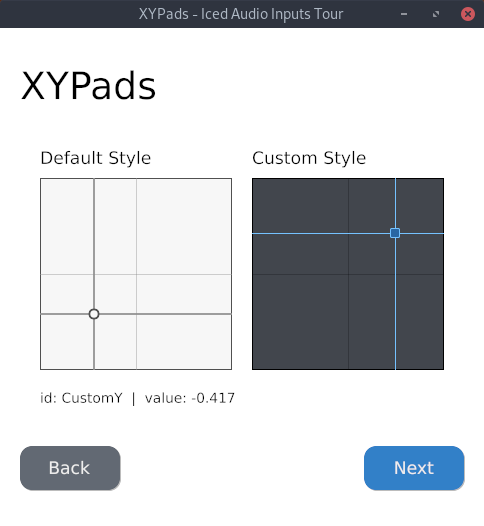 XYPads - Iced Audio Inputs Tour
XYPads
Default Style
Custom Style
id: CustomY | value: -0.417
Back
Next